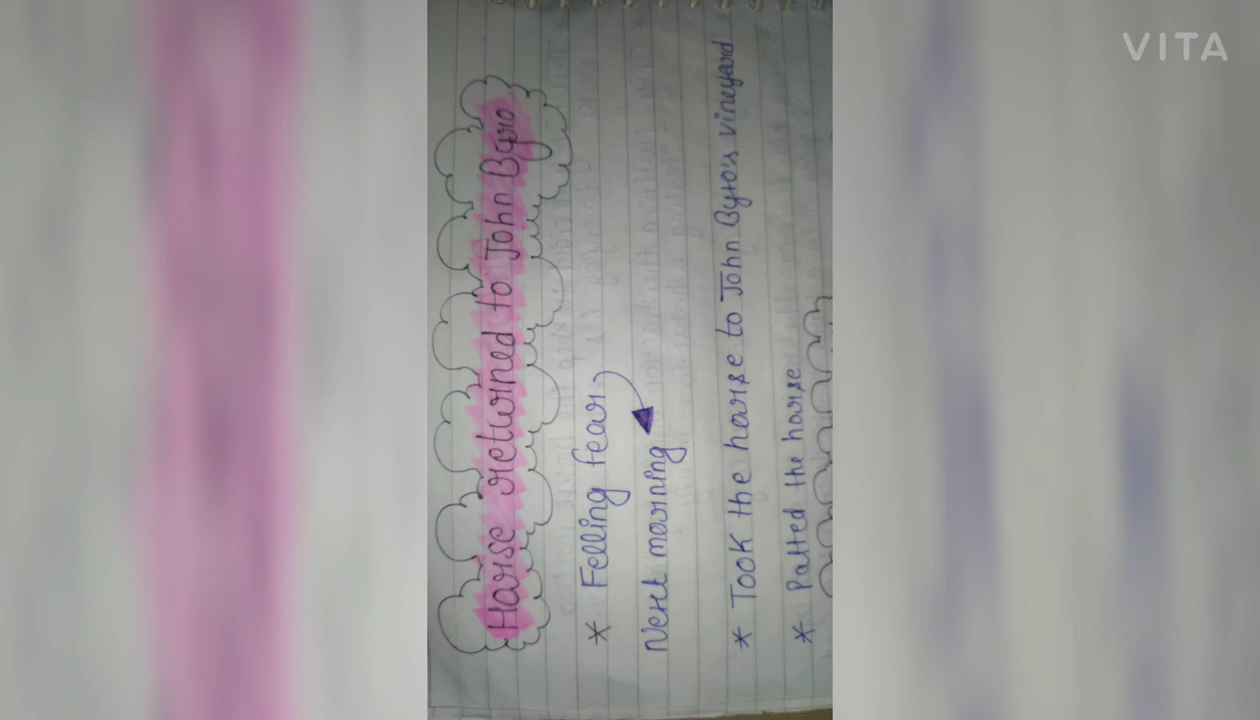 Horse returned to John Byro
* Felling fear
Next morning
* Took the horse to John Byro's vineyard
* Patted the horse
VITA